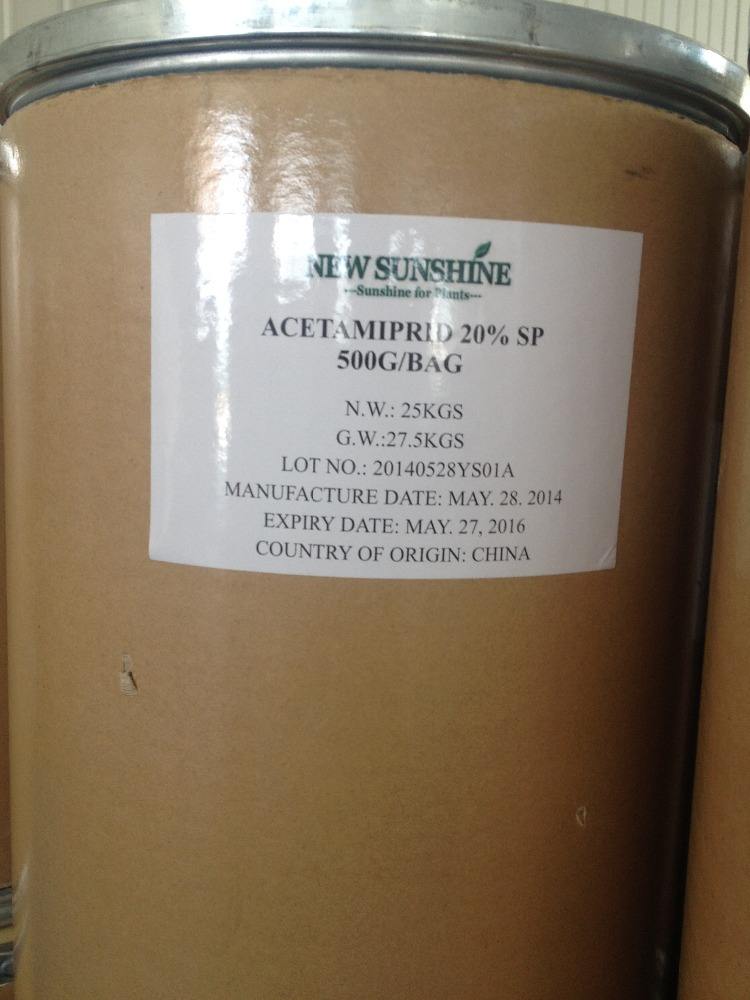 NEW SUNSHINE
---Sunshine for Plants---
ACETAMIPRID 20% SP
500G/BAG
N.W.: 25KGS
G.W.:27.5KGS
LOT NO.: 20140528YS01A
MANUFACTURE DATE: MAY. 28. 2014
EXPIRY DATE: MAY. 27, 2016
COUNTRY OF ORIGIN: CHINA